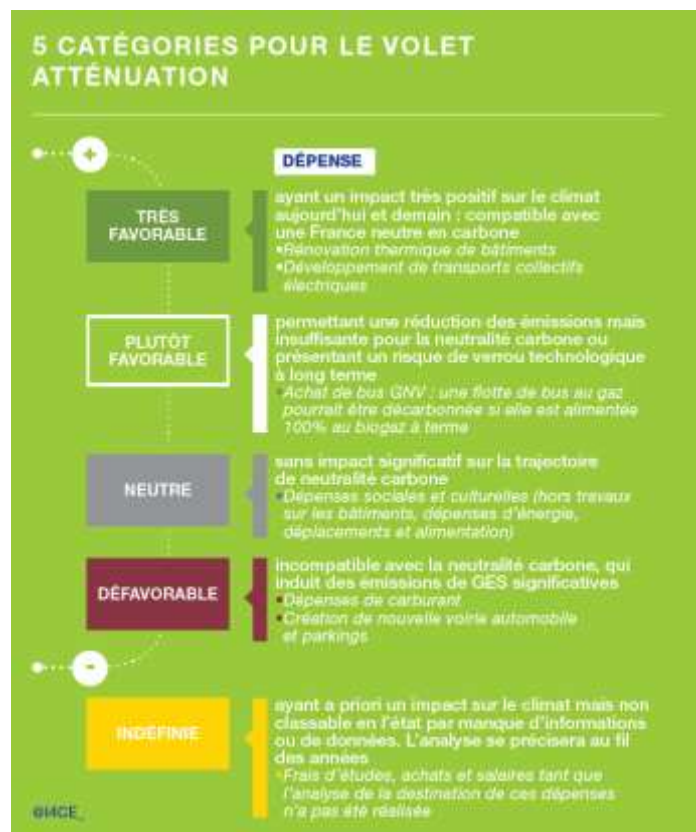 5 CATÉGORIES POUR LE VOLET
ATTÉNUATION
+
DÉPENSE
TRÈS
FAVORABLE
ayant un impact très positif sur le climat
aujourd'hui et demain : compatible avec
une France neutre en carbone
•Rénovation thermique de bâtiments
•Développement de transports collectifs
électriques
PLUTÔT
FAVORABLE
permettant une réduction des émissions mais
insuffisante pour la neutralité carbone ou
présentant un risque de verrou technologique
à long terme
•Achat de bus GNV : une flotte de bus au gaz
pourrait être décarbonnée si elle est alimentée
100% au biogaz à terme
NEUTRE
sans impact significatif sur la trajectoire
de neutralité carbone
•Dépenses sociales et culturelles (hors travaux
sur les bâtiments, dépenses d'énergie,
déplacements et alimentation)
DÉFAVORABLE
incompatible avec la neutralité carbone, qui
induit des émissions de GES significatives
•Dépenses de carburant
•Création de nouvelle voirie automobile
et parkings
-
INDÉFINIE
ayant a priori un impact sur le climat mais non
classable en l'état par manque d'informations
ou de données. L'analyse se précisera au fil
des années
•Frais d'études, achats et salaires tant que
l'analyse de la destination de ces dépenses
n'a pas été réalisée
@I4CE_